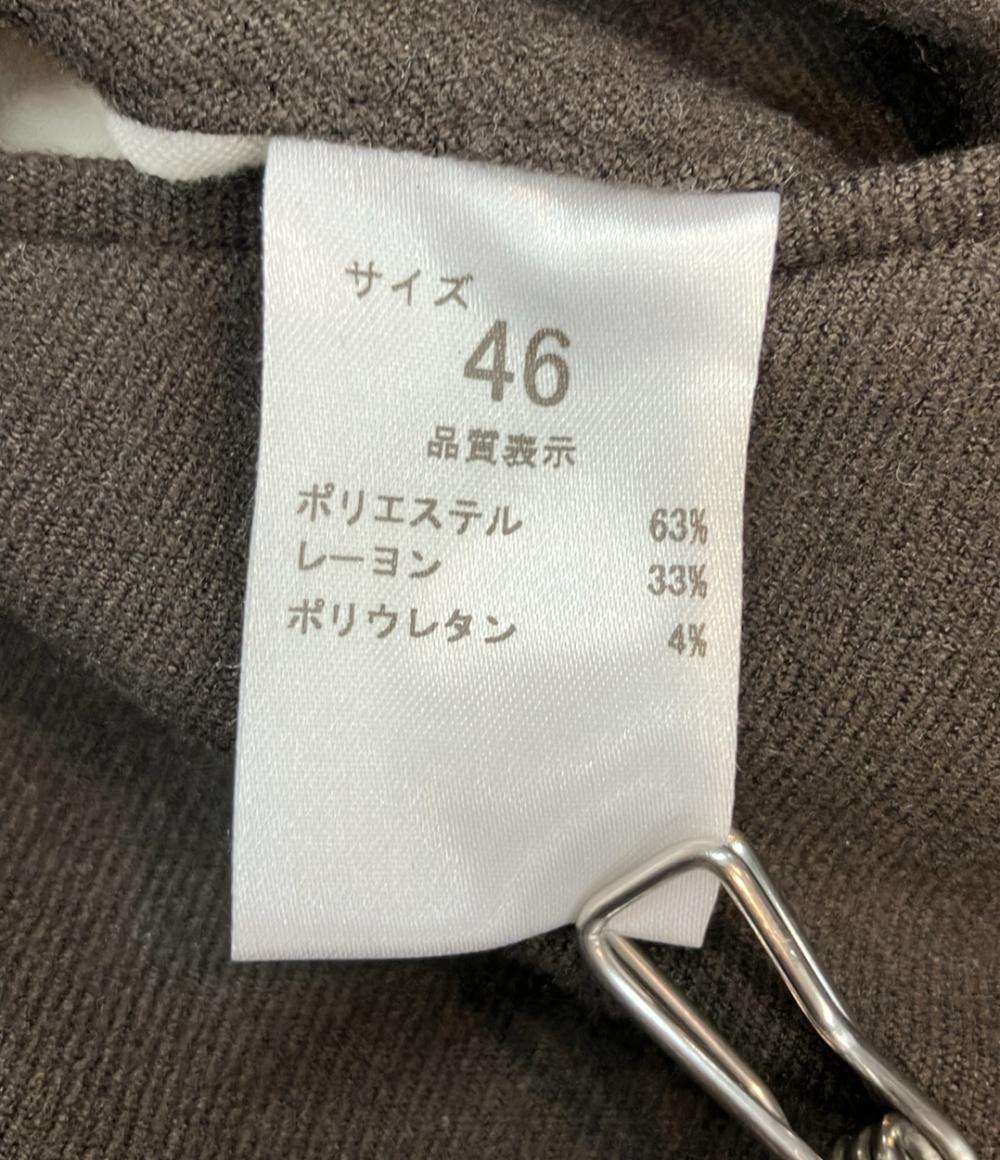 サイズ
46
品質表示
ポリエステル 63%
レーヨン 33%
ポリウレタン 4%